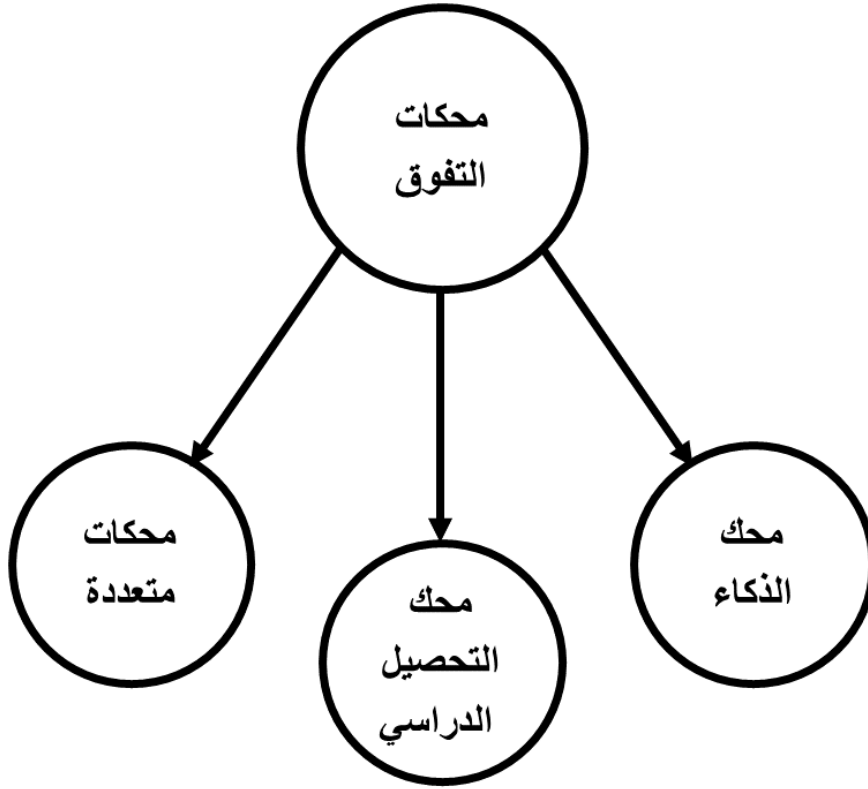 محكات
التفوق
محك
الذكاء
محك
التحصيل
الدراسي
محكات
متعددة